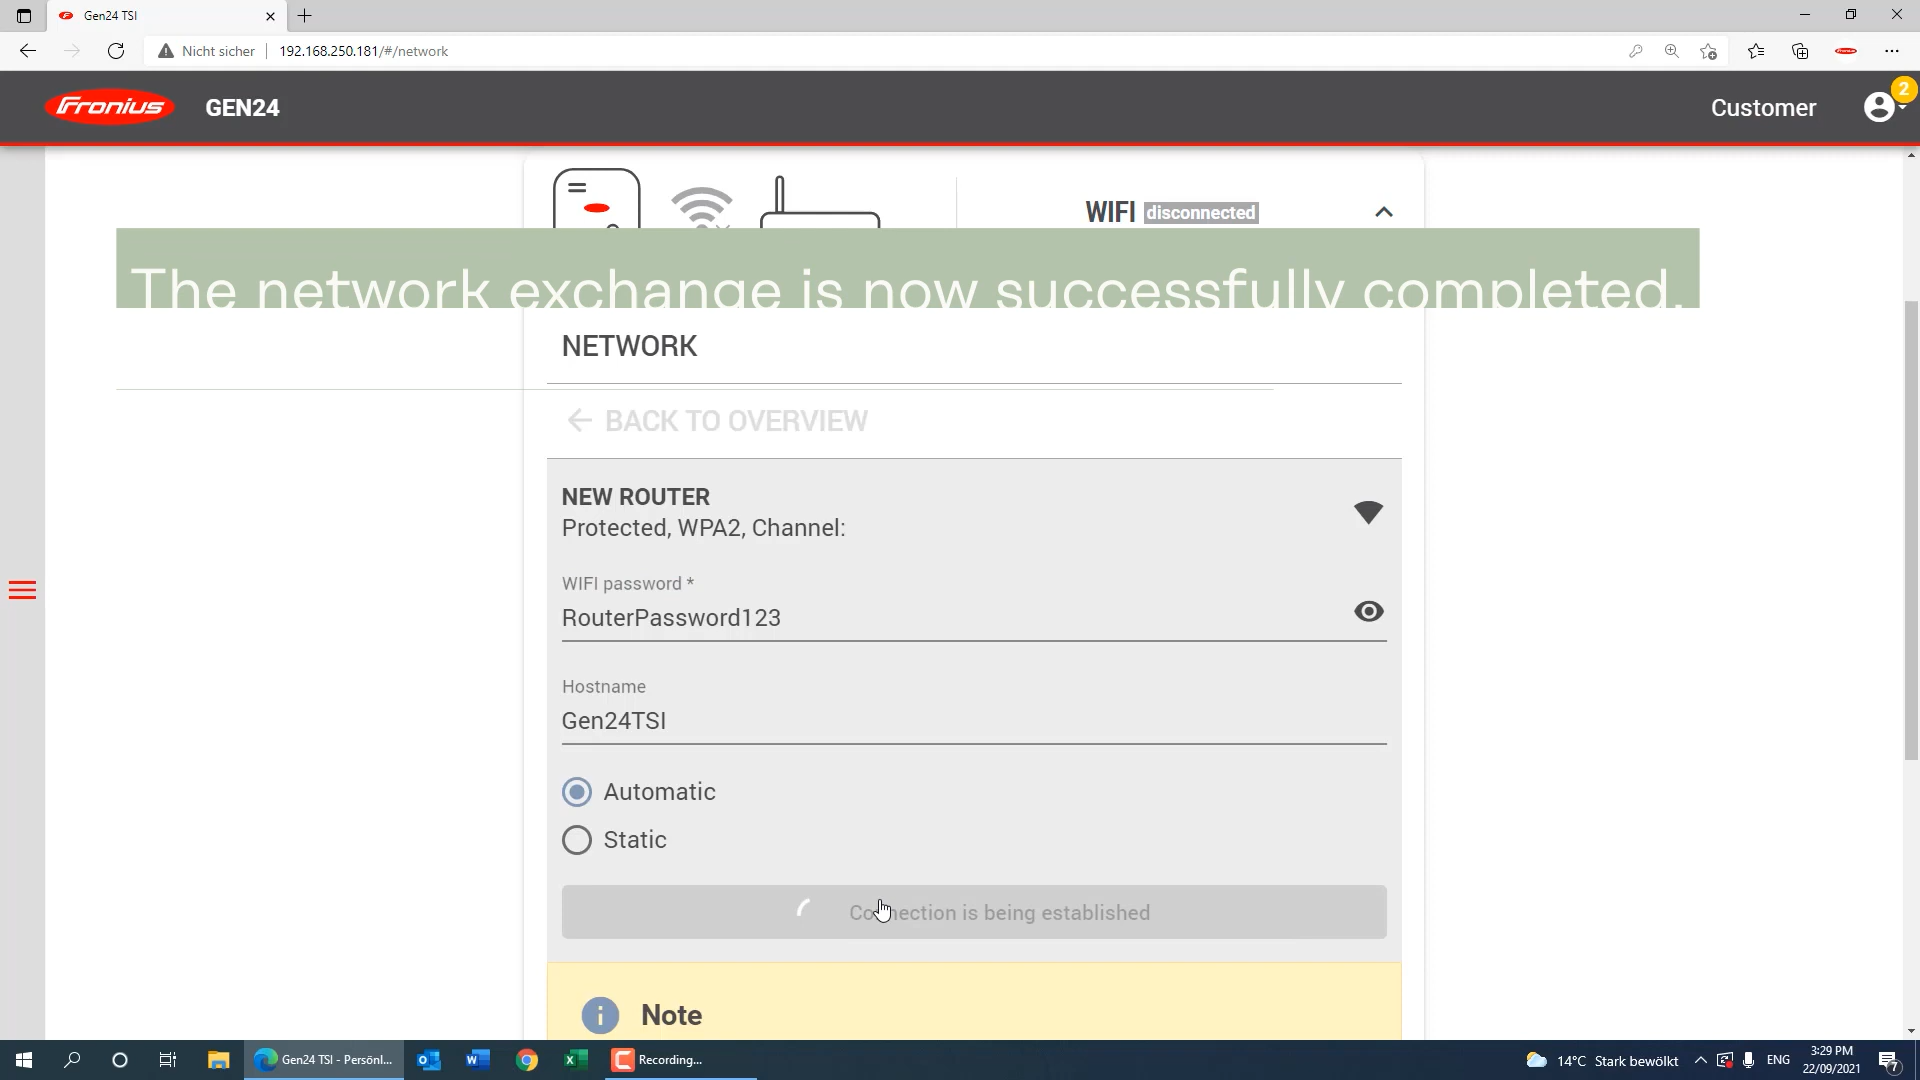 Gen24 TSI
Nicht sicher
192.168.250.181/#/network
Fronius
GEN24
Customer
2
WIFI disconnected
The network exchange is now successfully completed.
NETWORK
BACK TO OVERVIEW
NEW ROUTER
Protected, WPA2, Channel:
WIFI password *
RouterPassword123
Hostname
Gen24TSI
Automatic
Static
Connection is being established
Note
Gen24 TSI - Persönl...
Recording...
14°C Stark bewölkt
ENG
3:29 PM
22/09/2021
7